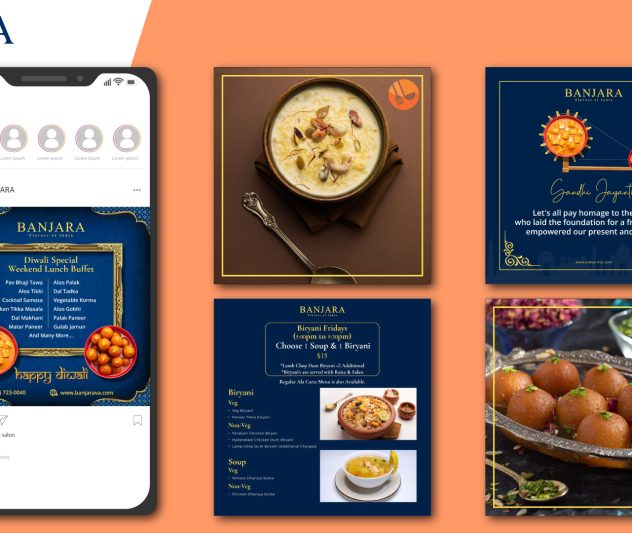 A
Lorem Ipsum
Lorem Ipsum
Lorem Ipsum
Lorem Ipsum
ARA
BANJARA
Flavors of India
Diwali Special
Weekend Lunch Buffet
Pav Bhaji Tawa
Aloo Tikki
Cocktail Samosa
ken Tikka Masala
Dal Makhani
Matar Paneer
Aloo Palak
Dal Tadka
Vegetable Korma
Aloo Gobhi
Palak Paneer
Gulab Jamun
And Many More...
happy diwali
) 723-0040
www.banjarava.com
salon
ents
BANJARA
Flavors of India
Biryani Fridays
(5:00pm to 9:30pm)
Choose 1 Soup & 1 Biryani
$15
*Lamb Chop Dum Biryani +2 Additional
*Biryani's are served with Raita & Salan
Regular Ala Carte Menu is also Available.
Biryani
Veg
- Veg Biryani
- Paneer Tikka Biryani
Non-Veg
- Tandoori Chicken Biryani
- Hyderabadi Chicken Dum Biryani
- Lamb Chop Dum Biryani (Additional Charges)
Soup
Veg
- Tomato Dhaniya Sorba
Non-Veg
- Chicken Dhaniya Sorba
BANJARA
Flavors of India
Gandhi Jayant
Let's all pay homage to the
who laid the foundation for a fr
empowered our present and
www.banjarava.com